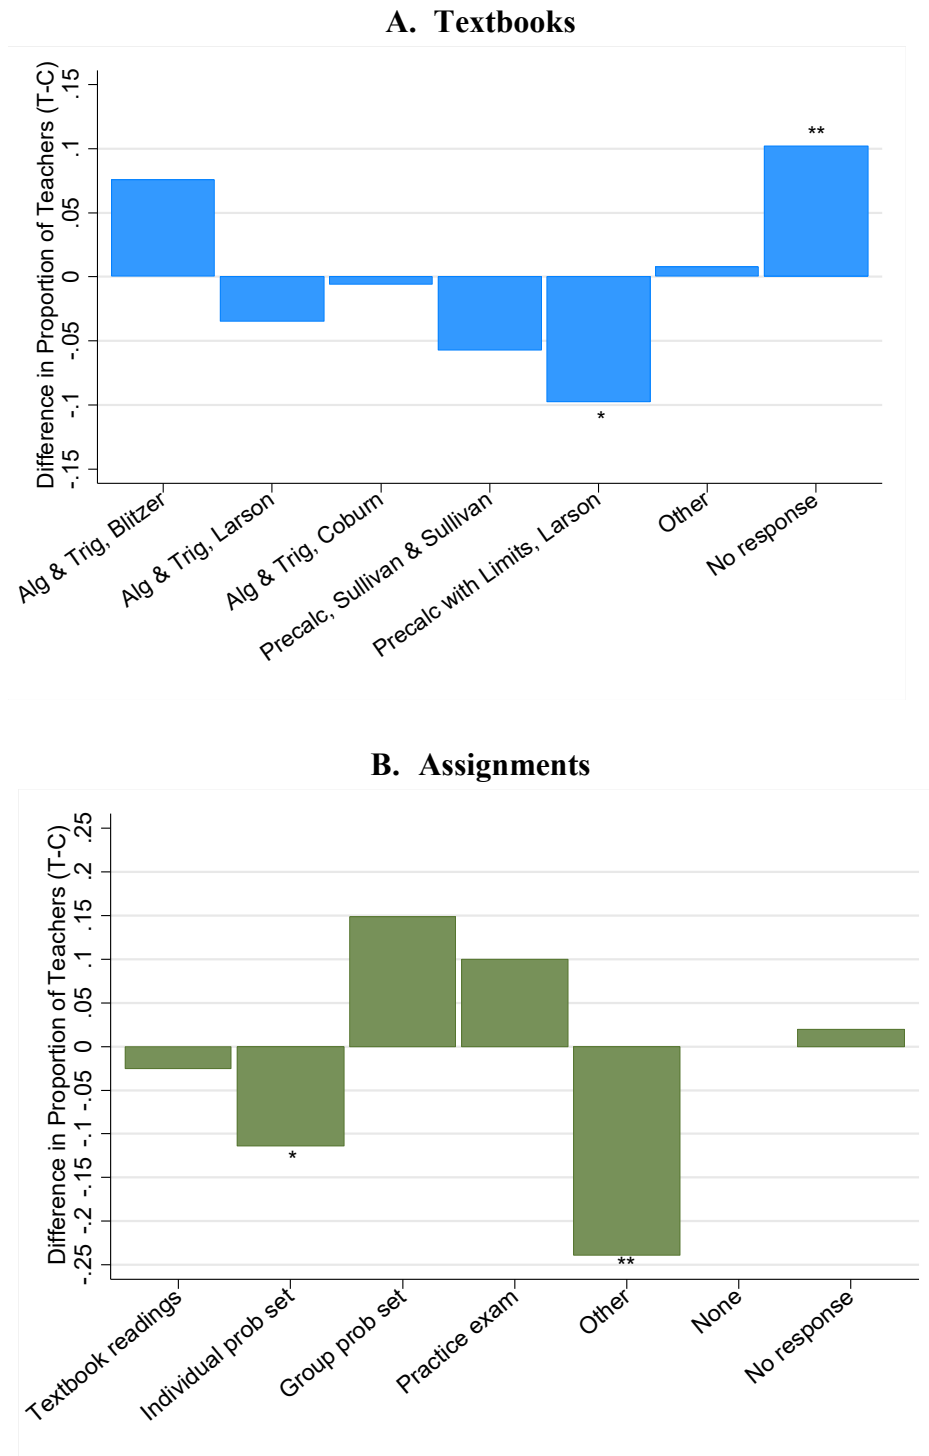 A. Textbooks
Difference in Proportion of Teachers (T-C)
.15
.1
.05
0
-.05
-.1
-.15
**
*
Alg & Trig, Blitzer
Alg & Trig, Larson
Alg & Trig, Coburn
Precalc, Sullivan & Sullivan
Precalc with Limits, Larson
Other
No response
B. Assignments
Difference in Proportion of Teachers (T-C)
.25
.2
.15
.1
.05
0
-.05
-.1
-.15
-.2
-.25
*
**
Textbook readings
Individual prob set
Group prob set
Practice exam
Other
None
No response